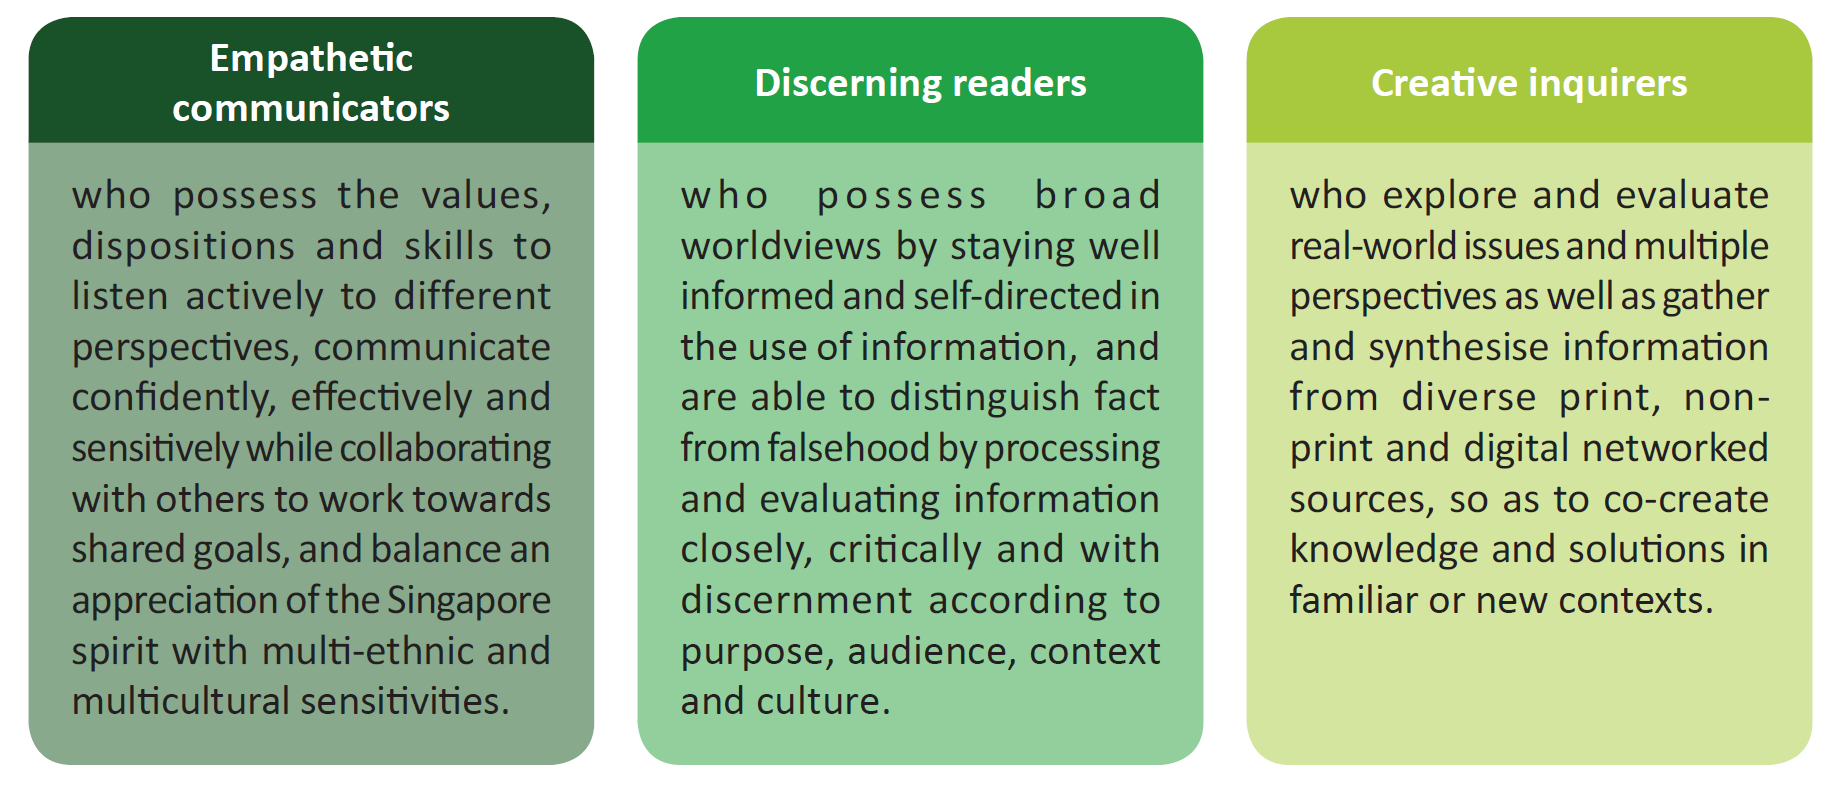 Empathetic
communicators
who possess the values,
dispositions and skills to
listen actively to different
perspectives, communicate
confidently, effectively and
sensitively while collaborating
with others to work towards
shared goals, and balance an
appreciation of the Singapore
spirit with multi-ethnic and
multicultural sensitivities.
Discerning readers
who possess broad
worldviews by staying well
informed and self-directed in
the use of information, and
are able to distinguish fact
from falsehood by processing
and evaluating information
closely, critically and with
discernment according to
purpose, audience, context
and culture.
Creative inquirers
who explore and evaluate
real-world issues and multiple
perspectives as well as gather
and synthesise information
from diverse print, non-
print and digital networked
sources, so as to co-create
knowledge and solutions in
familiar or new contexts.